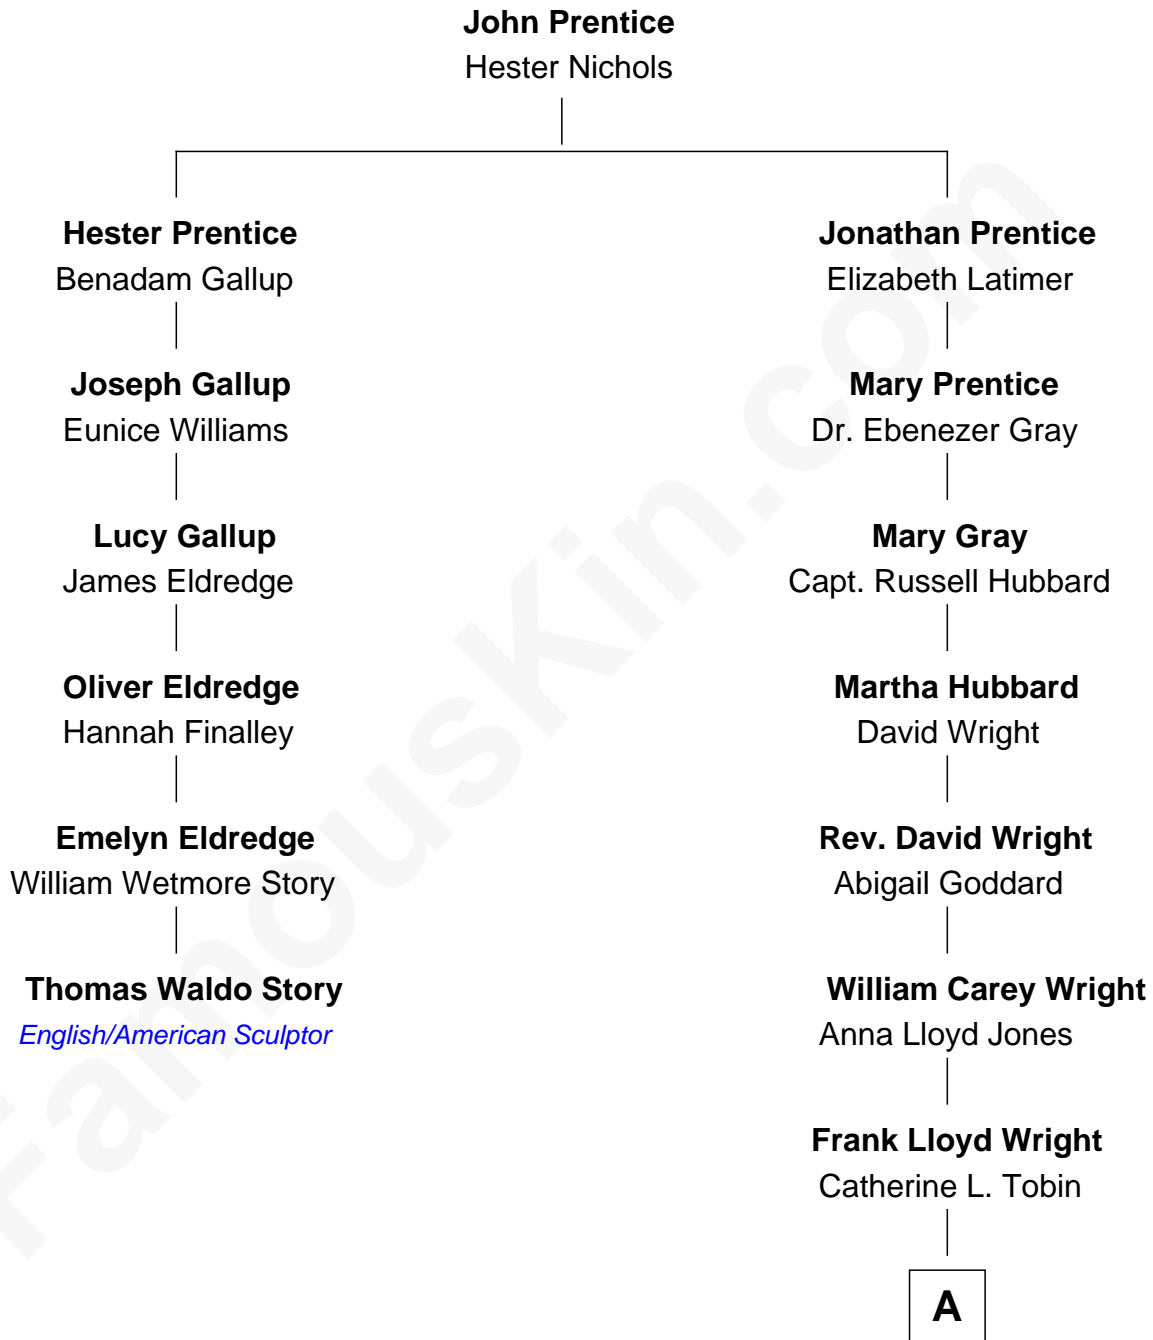 John Prentice
Hester Nichols
Hester Prentice
Benadam Gallup
Jonathan Prentice
Elizabeth Latimer
Joseph Gallup
Eunice Williams
Mary Prentice
Dr. Ebenezer Gray
Lucy Gallup
James Eldredge
Mary Gray
Capt. Russell Hubbard
Oliver Eldredge
Hannah Finalley
Martha Hubbard
David Wright
Emelyn Eldredge
William Wetmore Story
Rev. David Wright
Abigail Goddard
Thomas Waldo Story
English/American Sculptor
William Carey Wright
Anna Lloyd Jones
Frank Lloyd Wright
Catherine L. Tobin
A
FamousKin.com